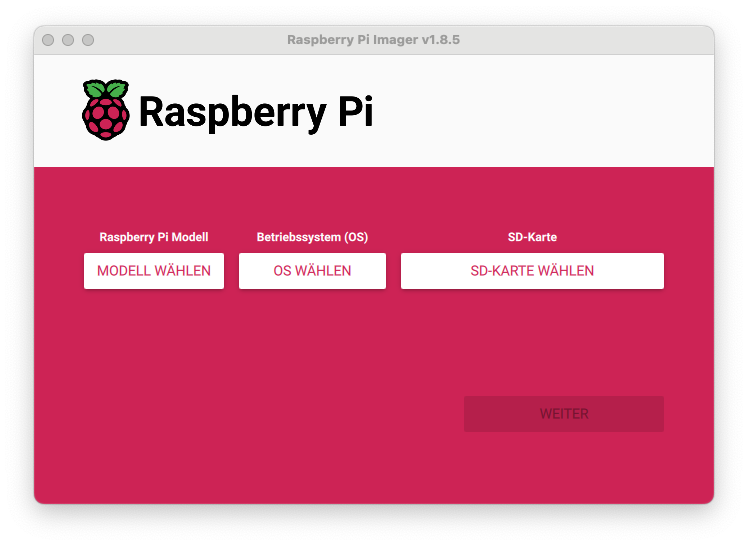 Raspberry Pi Imager v1.8.5
Raspberry Pi
Raspberry Pi Modell
Betriebssystem (OS)
SD-Karte
MODELL WÄHLEN
OS WÄHLEN
SD-KARTE WÄHLEN
WEITER